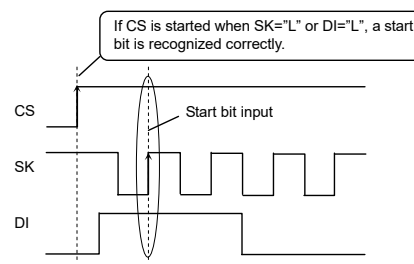 If CS is started when SK=”L” or DI=”L”, a start
bit is recognized correctly.
CS
Start bit input
SK
DI